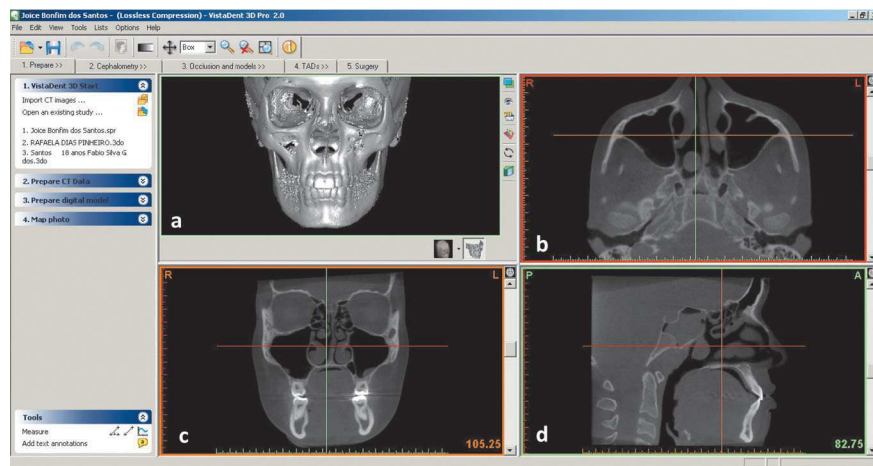 Joice Bonfim dos Santos - (Lossless Compression) - VistaDent 3D Pro 2.0
File Edit View Tools Lists Options Help
Box
1. Prepare >> 2. Cephalometry >> 3. Occlusion and models >> 4. TADs >> 5. Surgery
1. VistaDent 3D Start
Import CT images ...
Open an existing study ...
1. Joice Bonfim dos Santos.spr
2. RAFAELA DIAS PINHEIRO.3do
3. Santos 18 anos Fabio Silva G
dos.3do
2. Prepare CT Data
3. Prepare digital model
4. Map photo
Tools
Measure
Add text annotations
a
R L
b
R L
c
105.25
P A
d
82.75